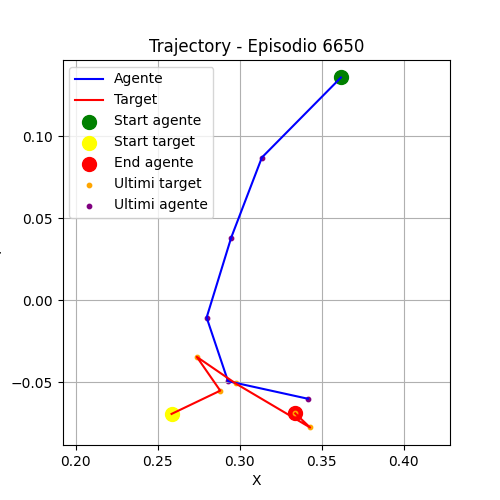 Trajectory - Episodio 6650
Agente
Target
Start agente
Start target
End agente
Ultimi target
Ultimi agente
0.10
0.05
0.00
−0.05
0.20
0.25
0.30
0.35
0.40
X